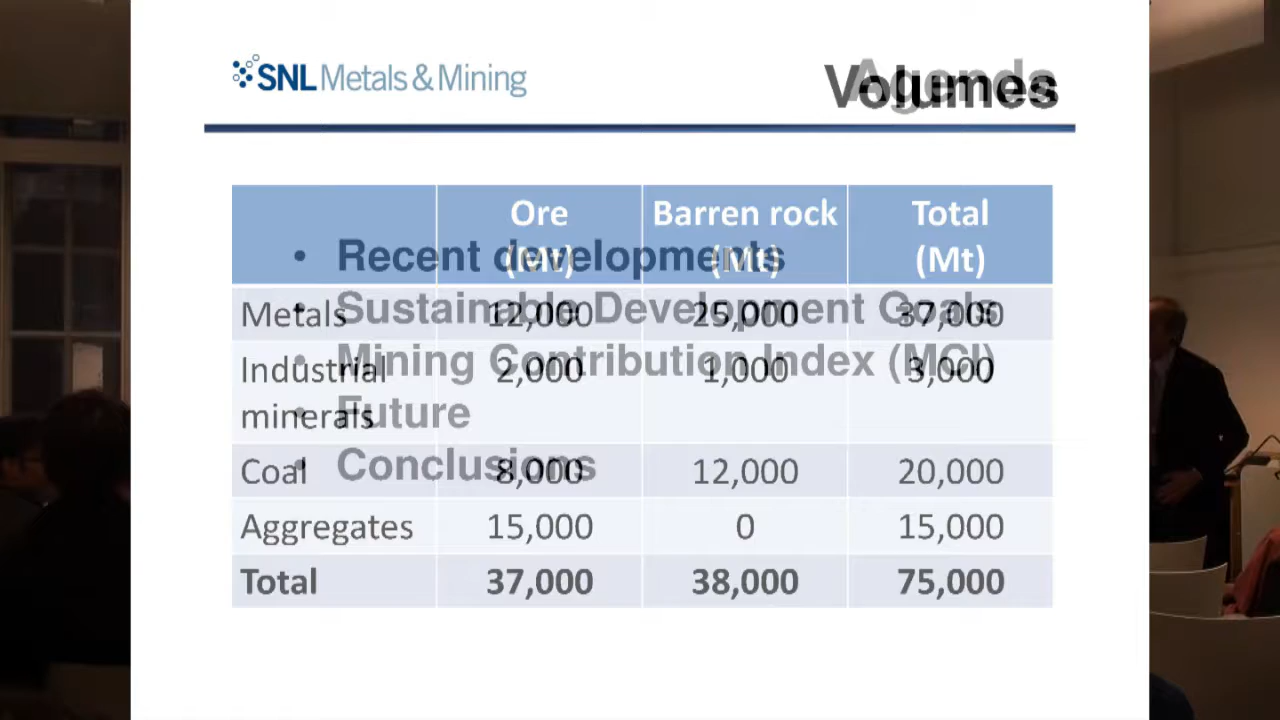 SNL Metals & Mining
Volumes
Agenda
Ore (Mt) Barren rock (Mt) Total (Mt)
Metals 12,000 25,000 37,000
Industrial minerals 2,000 1,000 3,000
Coal 8,000 12,000 20,000
Aggregates 15,000 0 15,000
Total 37,000 38,000 75,000
• Recent developments
• Sustainable Development Goals
• Mining Contribution Index (MCI)
• Future
• Conclusions